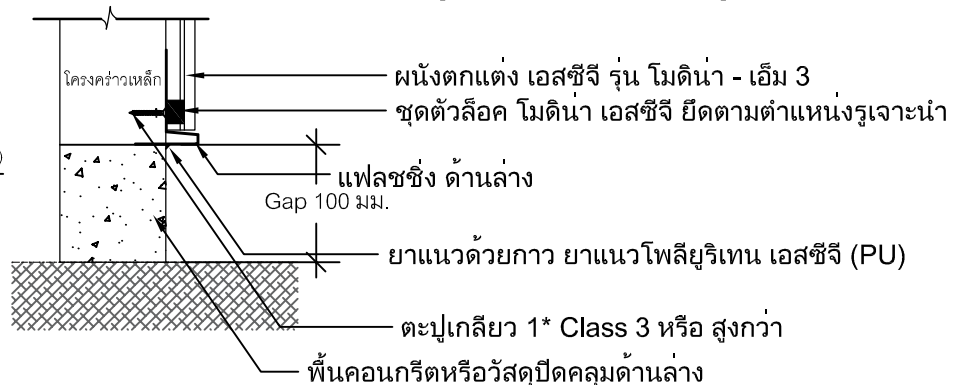 โครงคร่าวเหล็ก
ผนังตกแต่ง เอสซีจี รุ่น โมดิน่า - เอ็ม 3
ชุดตัวล็อค โมดิน่า เอสซีจี ยึดตามตำแหน่งรูเจาะนำ
แฟลชชิ่ง ด้านล่าง
Gap 100 มม.
ยาแนวด้วยกาว ยาแนวโพลียูริเทน เอสซีจี (PU)
ตะปูเกลียว 1* Class 3 หรือ สูงกว่า
พื้นคอนกรีตหรือวัสดุปิดคลุมด้านล่าง